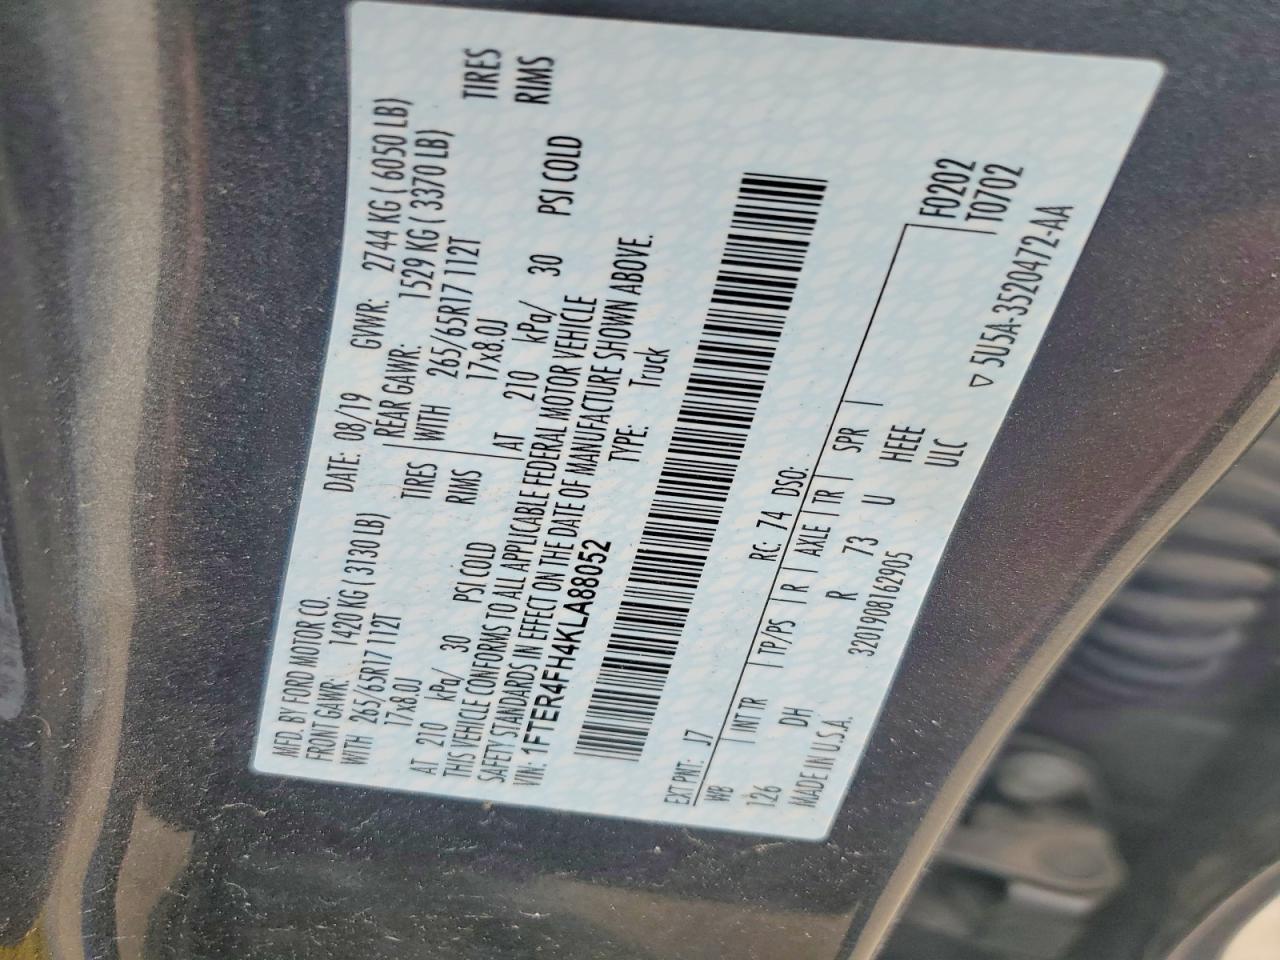 MFD. BY FORD MOTOR CO.
DATE: 08/19 GVWR: 2744 KG ( 6050 LB)
FRONT GAWR: 1420 KG ( 3130 LB) REAR GAWR: 1529 KG ( 3370 LB)
WITH 265/65R17 112T TIRES WITH 265/65R17 112T TIRES
17x8.0J RIMS 17x8.0J RIMS
AT 210 kPa/ 30 PSI COLD AT 210 kPa/ 30 PSI COLD
THIS VEHICLE CONFORMS TO ALL APPLICABLE FEDERAL MOTOR VEHICLE
SAFETY STANDARDS IN EFFECT ON THE DATE OF MANUFACTURE SHOWN ABOVE.
VIN: 1FTER4FH4KLA88052 TYPE: Truck
EXT PNT: J7 RC: 74 DSO:
WB INTR TP/PS R AXLE TR SPR F0202
126 DH R 73 U HEEE T0702
MADE IN U.S.A. 320190816290S ULC
▽ 5U5A-3520472-AA